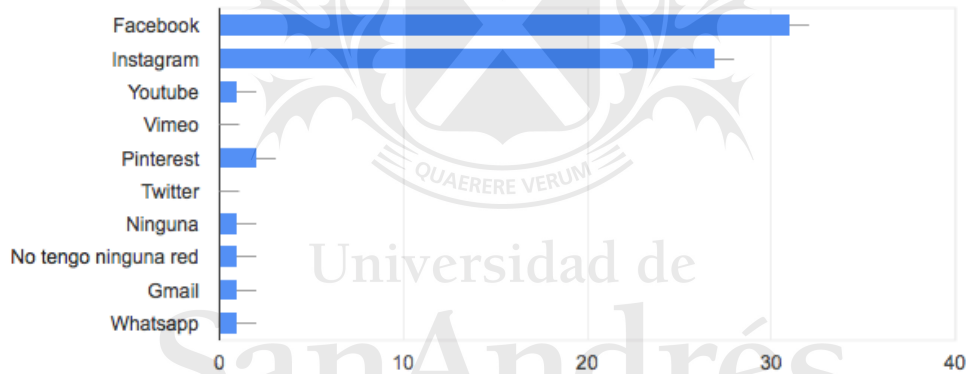 Facebook
Instagram
Youtube
Vimeo
Pinterest
Twitter
Ninguna
No tengo ninguna red
Gmail
Whatsapp
0 10 20 30 40
QUAERERE VERUM
Universidad de
SanAndrés